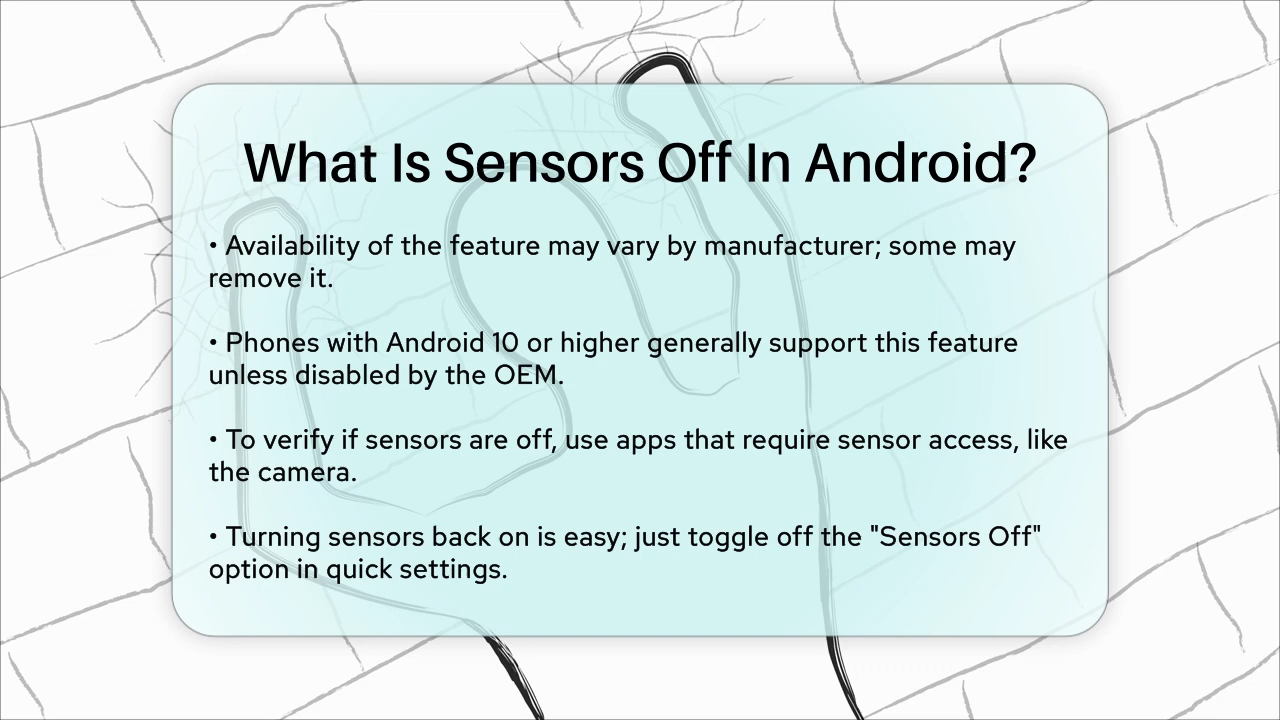 What Is Sensors Off In Android?
• Availability of the feature may vary by manufacturer; some may
remove it.
• Phones with Android 10 or higher generally support this feature
unless disabled by the OEM.
• To verify if sensors are off, use apps that require sensor access, like
the camera.
• Turning sensors back on is easy; just toggle off the "Sensors Off"
option in quick settings.